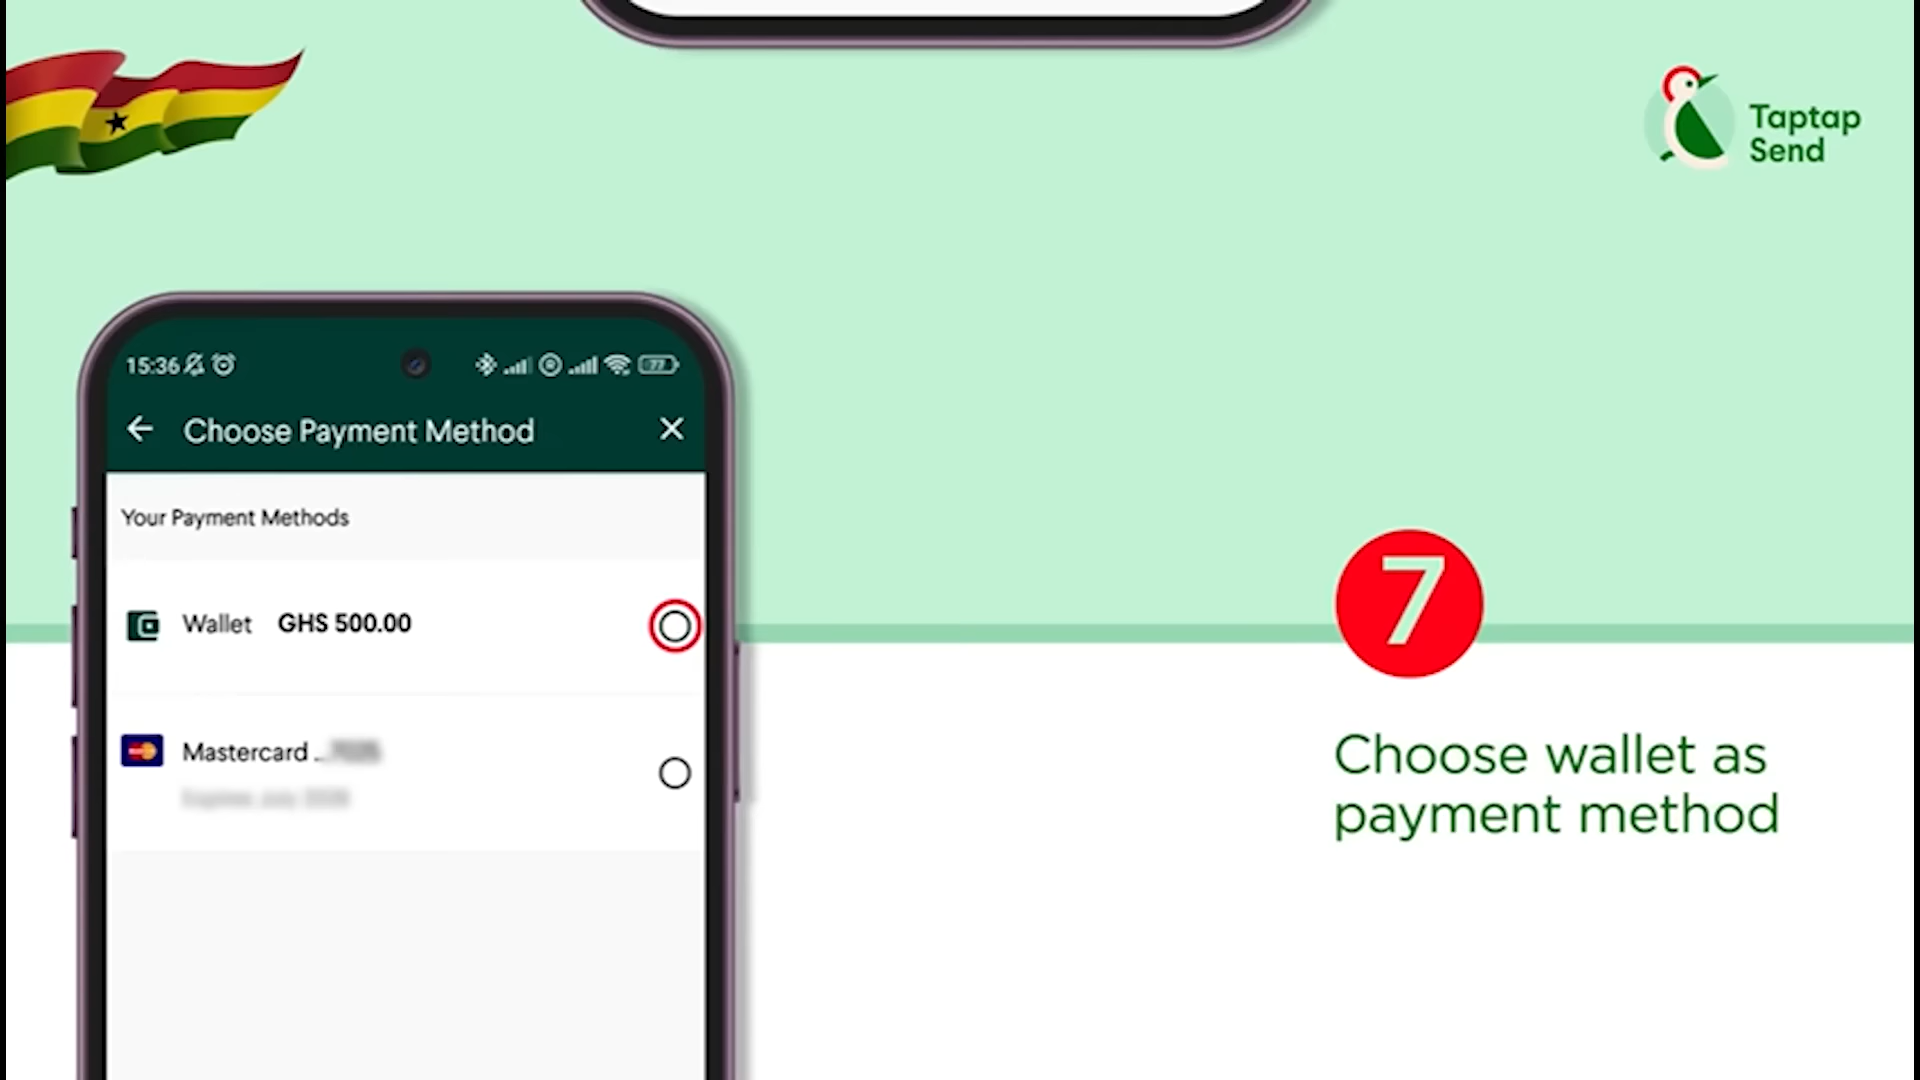 Taptap
Send
15:36
77
Choose Payment Method
Your Payment Methods
Wallet GHS 500.00
Mastercard ..
7
Choose wallet as
payment method